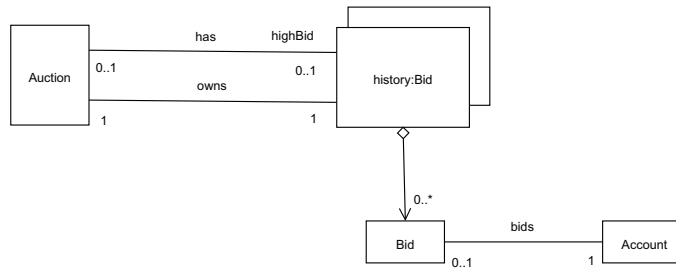 has
highBid
0..1
0..1
Auction
history:Bid
owns
1
1
0..*
bids
Bid
Account
0..1
1